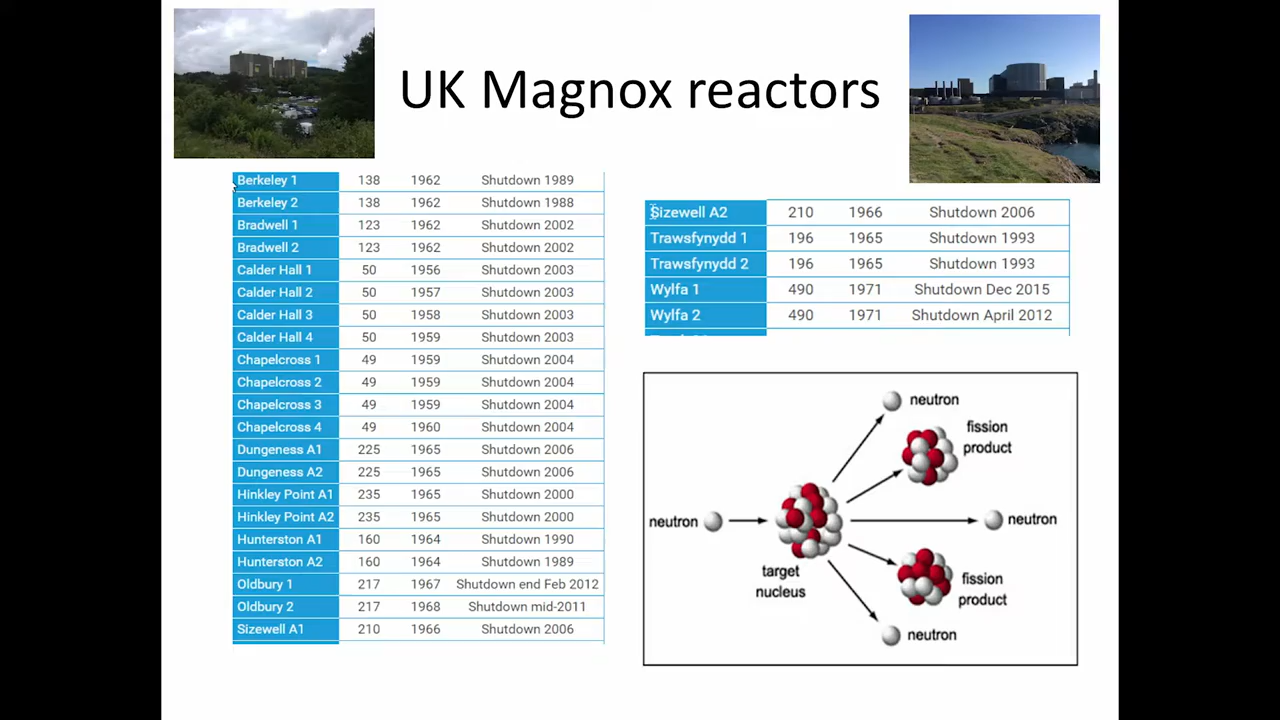 UK Magnox reactors
Berkeley 1 138 1962 Shutdown 1989
Berkeley 2 138 1962 Shutdown 1988
Bradwell 1 123 1962 Shutdown 2002
Bradwell 2 123 1962 Shutdown 2002
Calder Hall 1 50 1956 Shutdown 2003
Calder Hall 2 50 1957 Shutdown 2003
Calder Hall 3 50 1958 Shutdown 2003
Calder Hall 4 50 1959 Shutdown 2003
Chapelcross 1 49 1959 Shutdown 2004
Chapelcross 2 49 1959 Shutdown 2004
Chapelcross 3 49 1959 Shutdown 2004
Chapelcross 4 49 1960 Shutdown 2004
Dungeness A1 225 1965 Shutdown 2006
Dungeness A2 225 1965 Shutdown 2006
Hinkley Point A1 235 1965 Shutdown 2000
Hinkley Point A2 235 1965 Shutdown 2000
Hunterston A1 160 1964 Shutdown 1990
Hunterston A2 160 1964 Shutdown 1989
Oldbury 1 217 1967 Shutdown end Feb 2012
Oldbury 2 217 1968 Shutdown mid-2011
Sizewell A1 210 1966 Shutdown 2006
Sizewell A2 210 1966 Shutdown 2006
Trawsfynydd 1 196 1965 Shutdown 1993
Trawsfynydd 2 196 1965 Shutdown 1993
Wylfa 1 490 1971 Shutdown Dec 2015
Wylfa 2 490 1971 Shutdown April 2012
neutron
fission
product
neutron
neutron
target
nucleus
fission
product
neutron